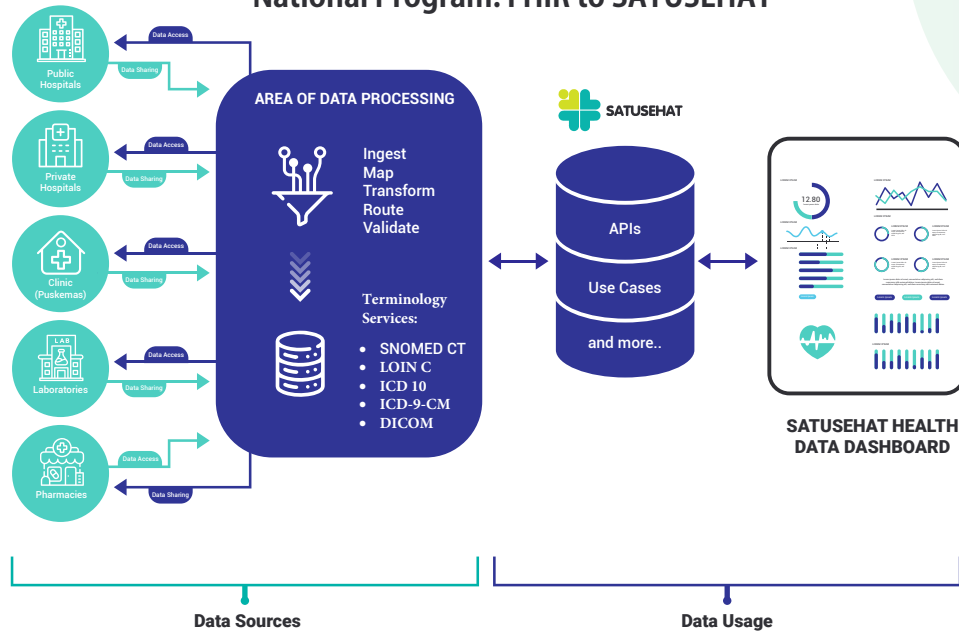 National Program: FHIR to SATUSEHAT
Public
Hospitals
Data Access
Data Sharing
Private
Hospitals
Data Access
Data Sharing
Clinic
(Puskemas)
Data Access
Data Sharing
LAB
Laboratories
Data Access
Data Sharing
Pharmacies
Data Access
Data Sharing
AREA OF DATA PROCESSING
Ingest
Map
Transform
Route
Validate
Terminology
Services:
• SNOMED CT
• LOIN C
• ICD 10
• ICD-9-CM
• DICOM
SATUSEHAT
APIs
Use Cases
and more..
12.80
SATUSEHAT HEALTH
DATA DASHBOARD
Data Sources
Data Usage